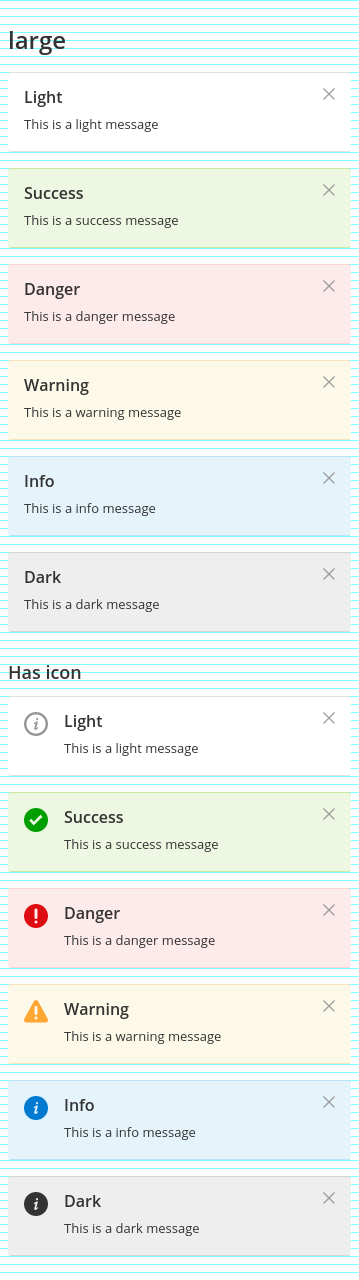 large
Light
This is a light message
Success
This is a success message
Danger
This is a danger message
Warning
This is a warning message
Info
This is a info message
Dark
This is a dark message
Has icon
Light
This is a light message
Success
This is a success message
Danger
This is a danger message
Warning
This is a warning message
Info
This is a info message
Dark
This is a dark message